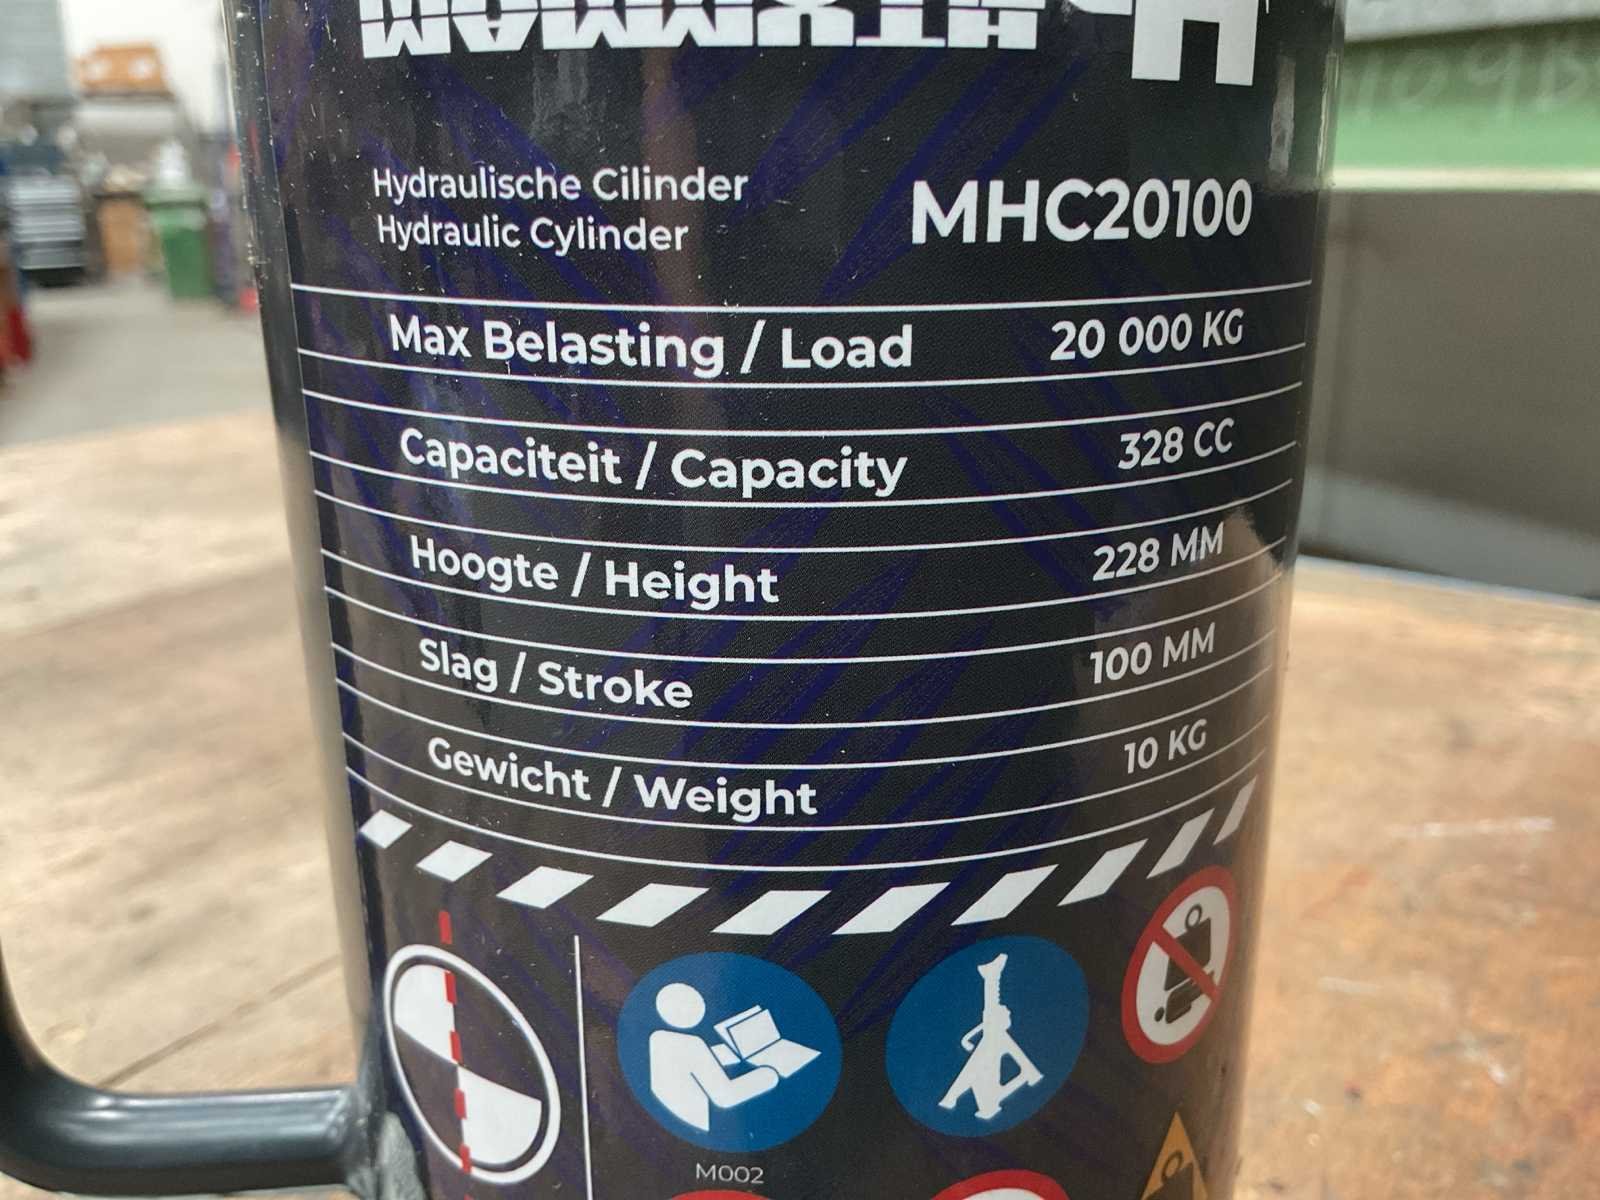 MAMMOTH
Hydraulische Cilinder
Hydraulic Cylinder
MHC20100
Max Belasting / Load 20 000 KG
Capaciteit / Capacity 328 CC
Hoogte / Height 228 MM
Slag / Stroke 100 MM
Gewicht / Weight 10 KG
M002